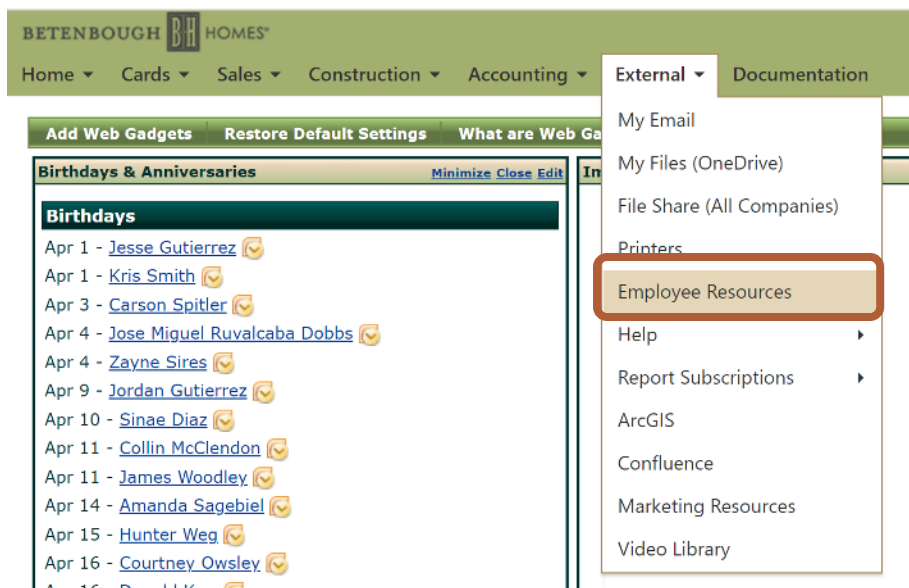 BETENBOUGH BH HOMES®
Home Cards Sales Construction Accounting External Documentation
Add Web Gadgets Restore Default Settings What are Web Ga
Birthdays & Anniversaries Minimize Close Edit
Birthdays
Apr 1 - Jesse Gutierrez
Apr 1 - Kris Smith
Apr 3 - Carson Spitler
Apr 4 - Jose Miguel Ruvalcaba Dobbs
Apr 4 - Zayne Sires
Apr 9 - Jordan Gutierrez
Apr 10 - Sinae Diaz
Apr 11 - Collin McClendon
Apr 11 - James Woodley
Apr 14 - Amanda Sagebiel
Apr 15 - Hunter Weg
Apr 16 - Courtney Owsley
My Email
My Files (OneDrive)
File Share (All Companies)
Printers
Employee Resources
Help
Report Subscriptions
ArcGIS
Confluence
Marketing Resources
Video Library